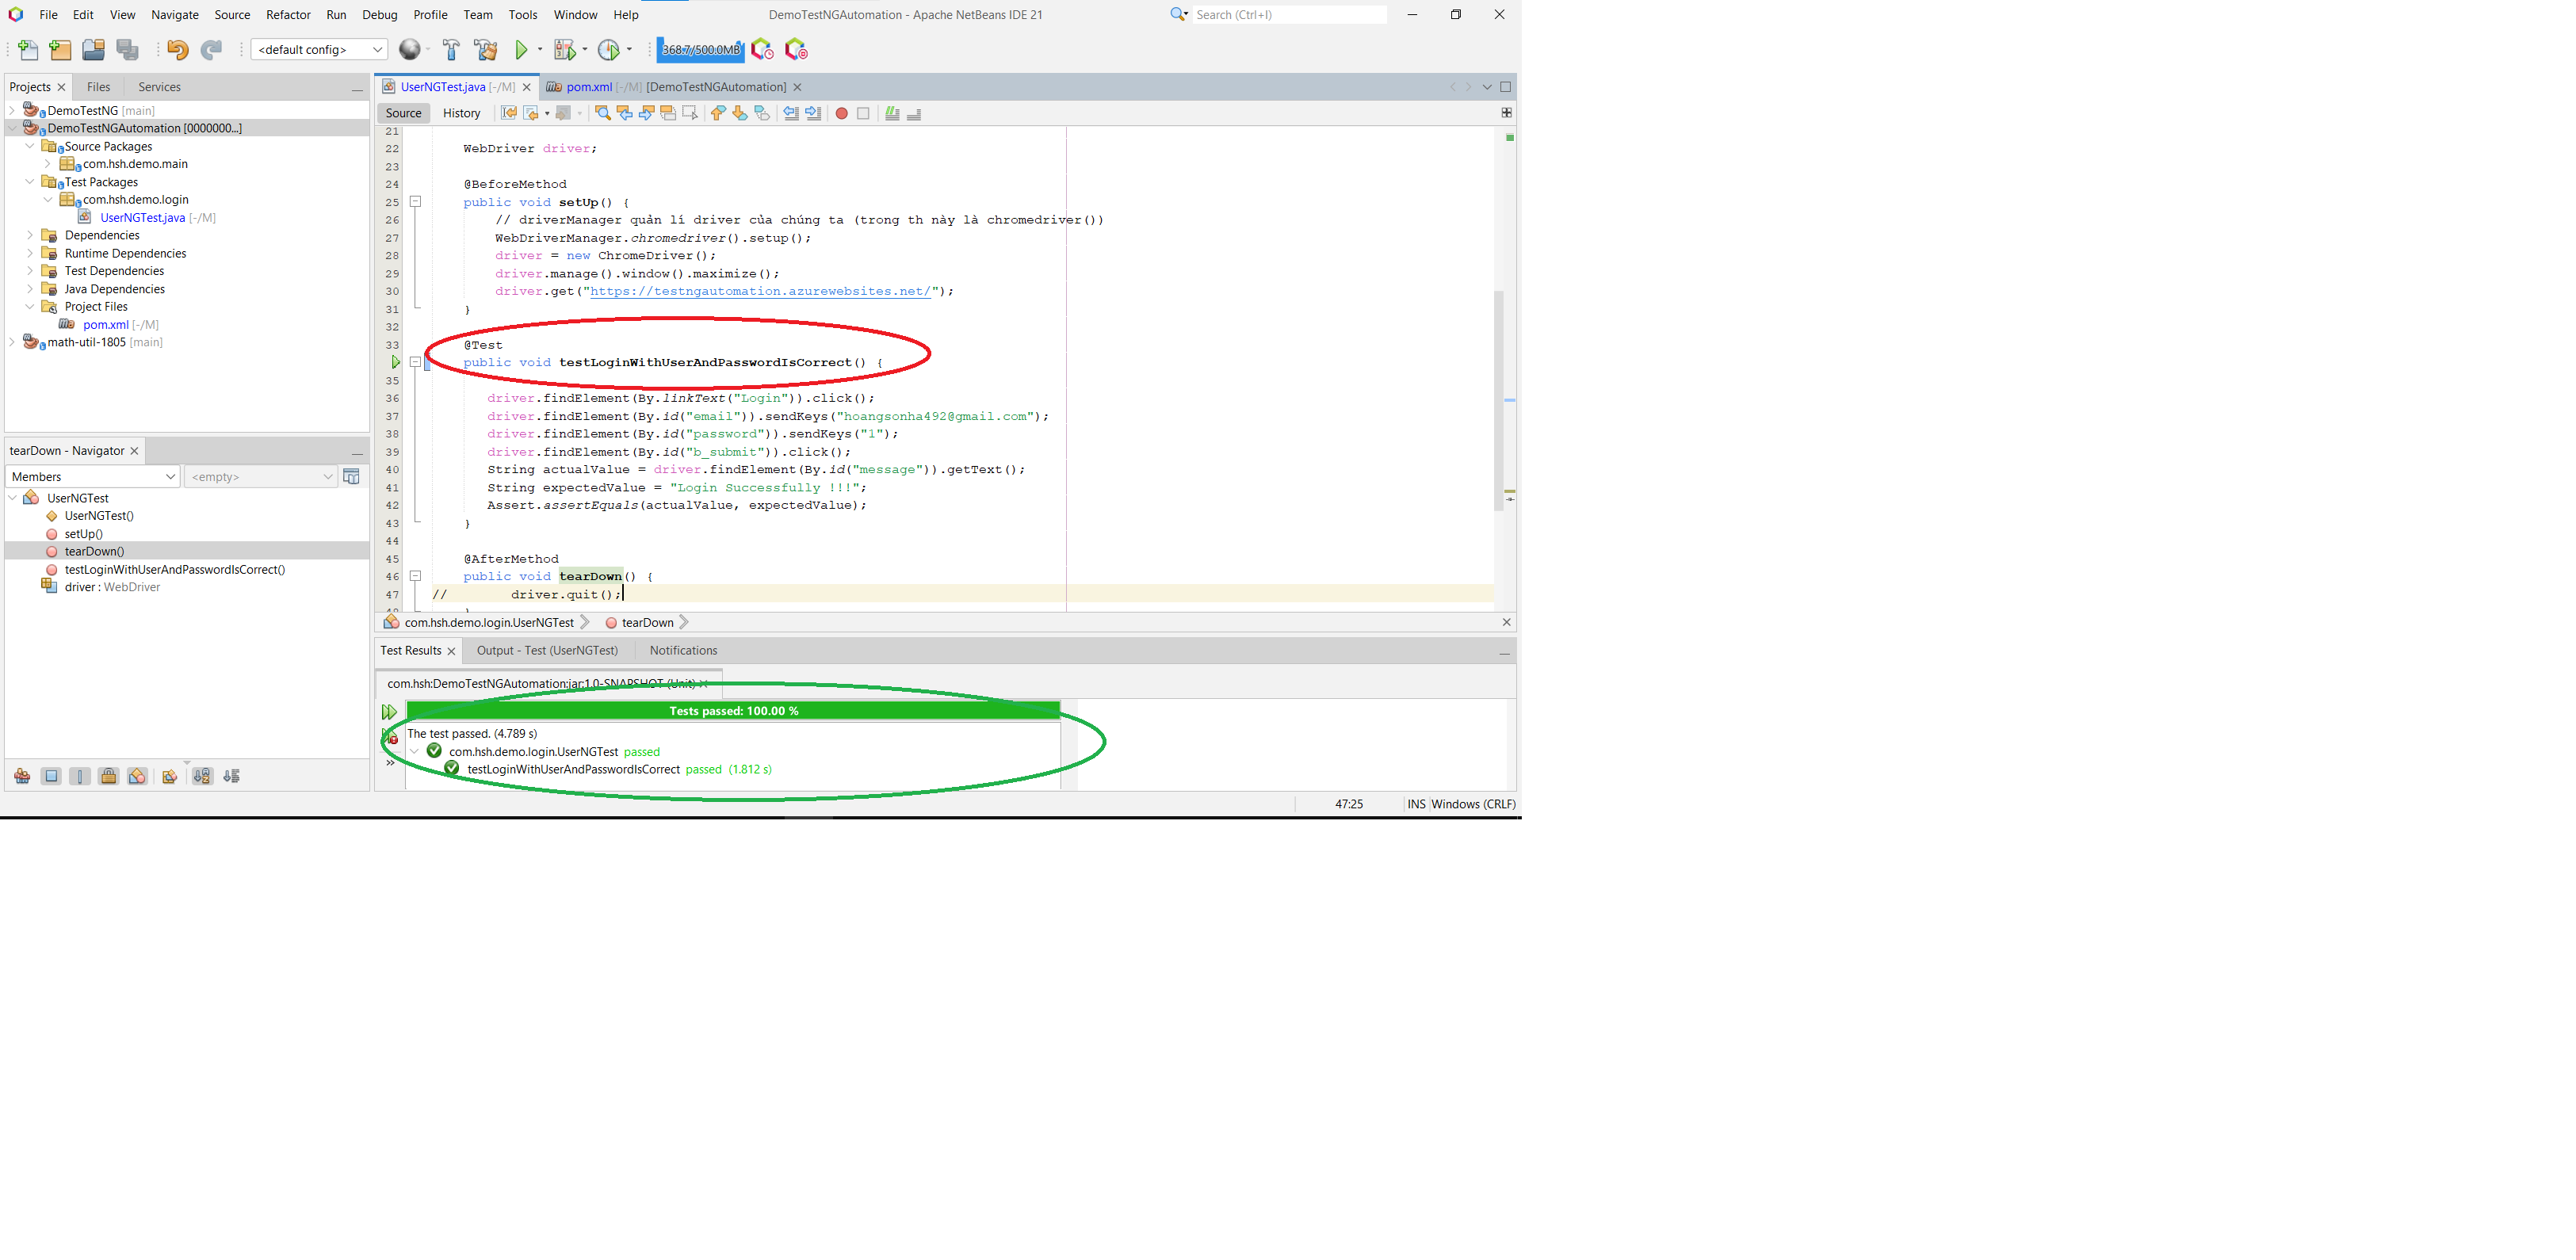 File Edit View Navigate Source Refactor Run Debug Profile Team Tools Window Help DemoTestNGAutomation - Apache NetBeans IDE 21 Search (Ctrl+I)
<default config> 368.7/500.0MB
Projects Files Services
DemoTestNG [main]
DemoTestNGAutomation [0000000...]
Source Packages
com.hsh.demo.main
Test Packages
com.hsh.demo.login
UserNGTest.java [-/M]
Dependencies
Runtime Dependencies
Test Dependencies
Java Dependencies
Project Files
pom.xml [-/M]
math-util-1805 [main]
tearDown - Navigator
Members <empty>
UserNGTest
UserNGTest()
setUp()
tearDown()
testLoginWithUserAndPasswordIsCorrect()
driver : WebDriver
UserNGTest.java [-/M] pom.xml [-/M] [DemoTestNGAutomation]
Source History
21
22 WebDriver driver;
23
24 @BeforeMethod
25 public void setUp() {
26 // driverManager quản lí driver của chúng ta (trong th này là chromedriver())
27 WebDriverManager.chromedriver().setup();
28 driver = new ChromeDriver();
29 driver.manage().window().maximize();
30 driver.get("https://testngautomation.azurewebsites.net/");
31 }
32
33 @Test
public void testLoginWithUserAndPasswordIsCorrect() {
35
36 driver.findElement(By.linkText("Login")).click();
37 driver.findElement(By.id("email")).sendKeys("hoangsonha492@gmail.com");
38 driver.findElement(By.id("password")).sendKeys("1");
39 driver.findElement(By.id("b_submit")).click();
40 String actualValue = driver.findElement(By.id("message")).getText();
41 String expectedValue = "Login Successfully !!!";
42 Assert.assertEquals(actualValue, expectedValue);
43 }
44
45 @AfterMethod
46 public void tearDown() {
47 // driver.quit();
com.hsh.demo.login.UserNGTest tearDown
Test Results Output - Test (UserNGTest) Notifications
com.hsh:DemoTestNGAutomation:jar:1.0-SNAPSHOT (Unit)
Tests passed: 100.00 %
The test passed. (4.789 s)
com.hsh.demo.login.UserNGTest passed
testLoginWithUserAndPasswordIsCorrect passed (1.812 s)
47:25 INS Windows (CRLF)